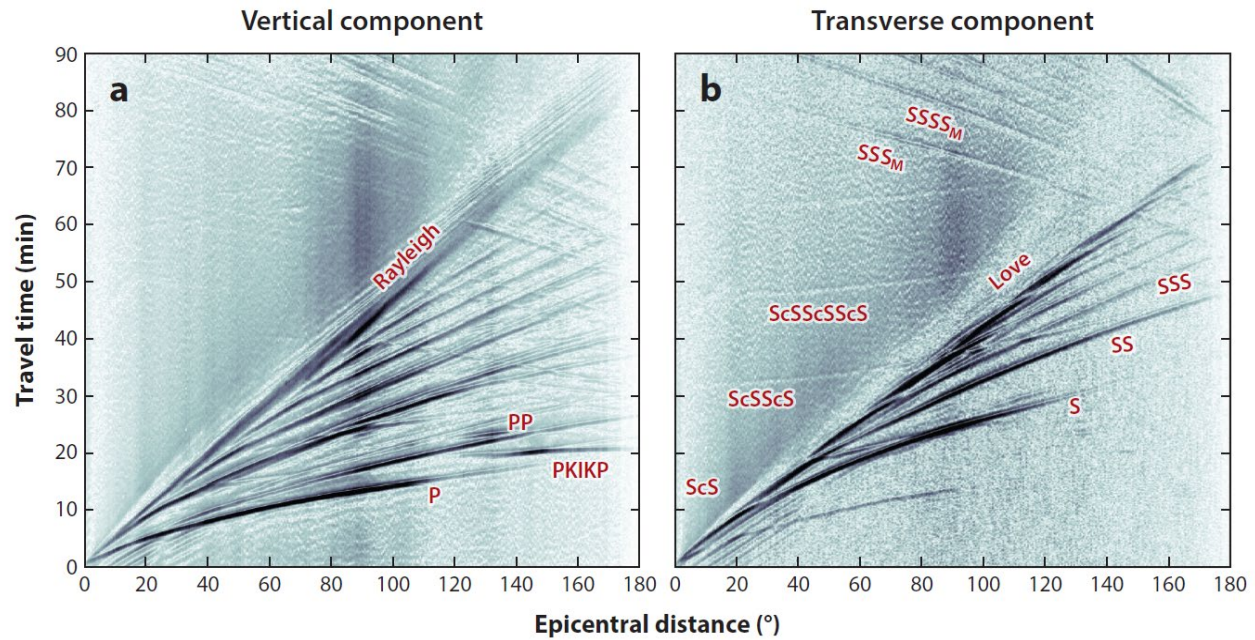 Vertical component
Transverse component
a
b
90
80
70
60
50
40
30
20
10
0
Travel time (min)
Rayleigh
PP
PKIKP
P
SSSS_M
SSS_M
Love
SSS
ScSScSScS
SS
ScSScS
S
ScS
0 20 40 60 80 100 120 140 160 180
0 20 40 60 80 100 120 140 160 180
Epicentral distance (°)